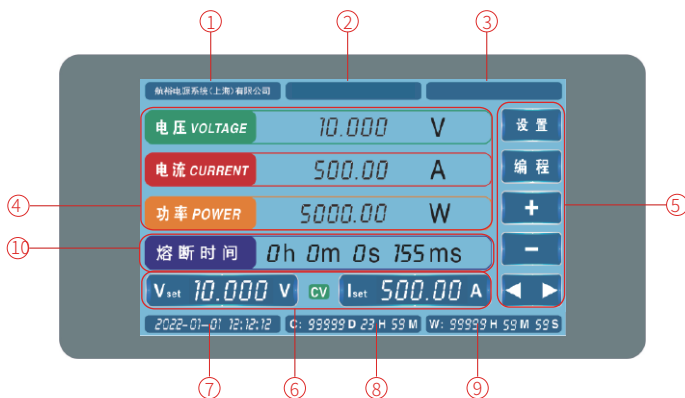 ① ② ③
航裕电源系统(上海)有限公司
电压 VOLTAGE 10.000 V
设置
电流 CURRENT 500.00 A
编程
④ 功率 POWER 5000.00 W
+ ⑤
⑩ 熔断时间 0h 0m 0s 155ms
−
Vset 10.000 V CV Iset 500.00 A ◀ ▶
2022-01-01 12:12:12 C: 99999 D 23 H 59 M W: 99999 H 59 M 59 S
⑦ ⑥ ⑧ ⑨